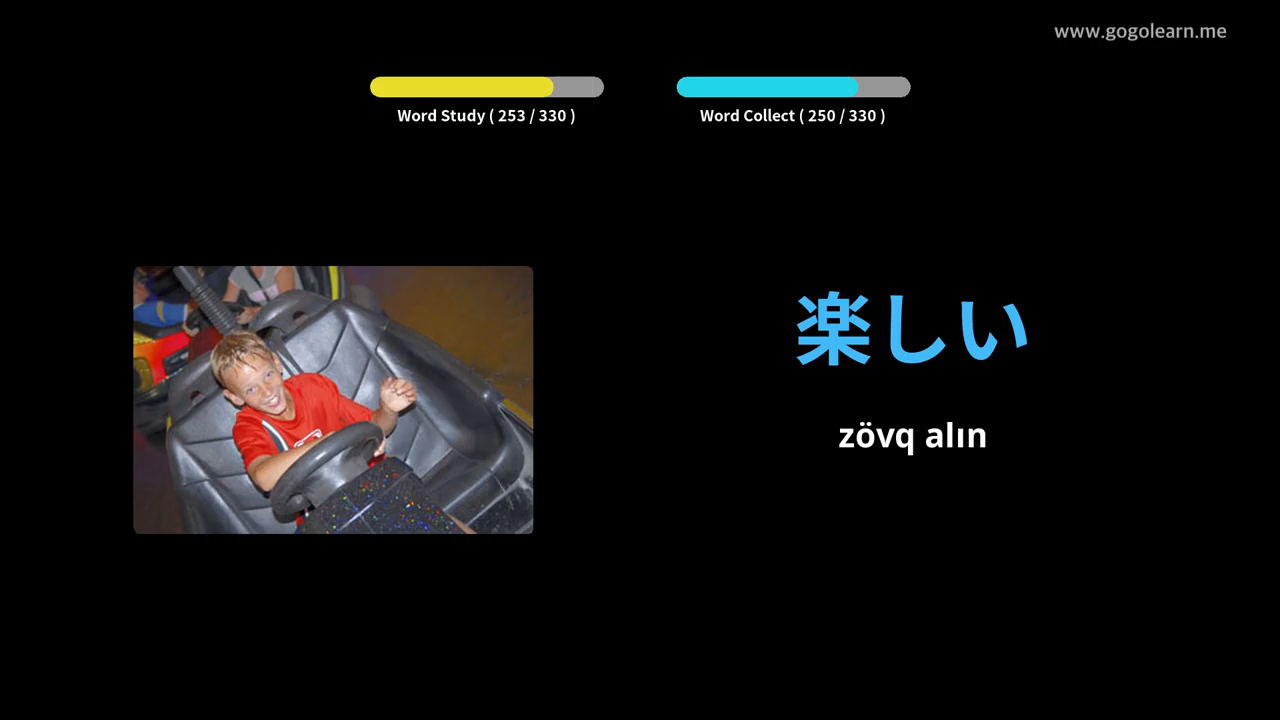 www.gogolearn.me
Word Study ( 253 / 330 )
Word Collect ( 250 / 330 )
楽しい
zövq alın